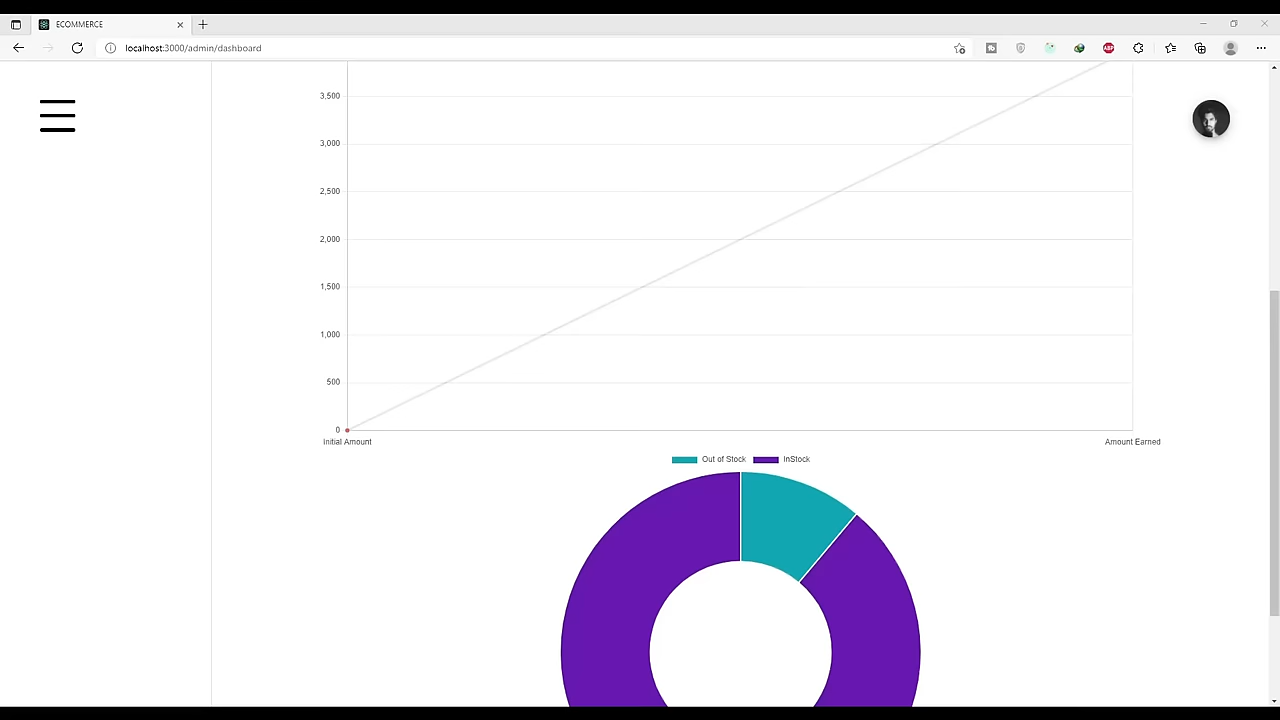 ECOMMERCE
localhost:3000/admin/dashboard
ABP
3,500
3,000
2,500
2,000
1,500
1,000
500
0
Initial Amount
Amount Earned
Out of Stock
InStock